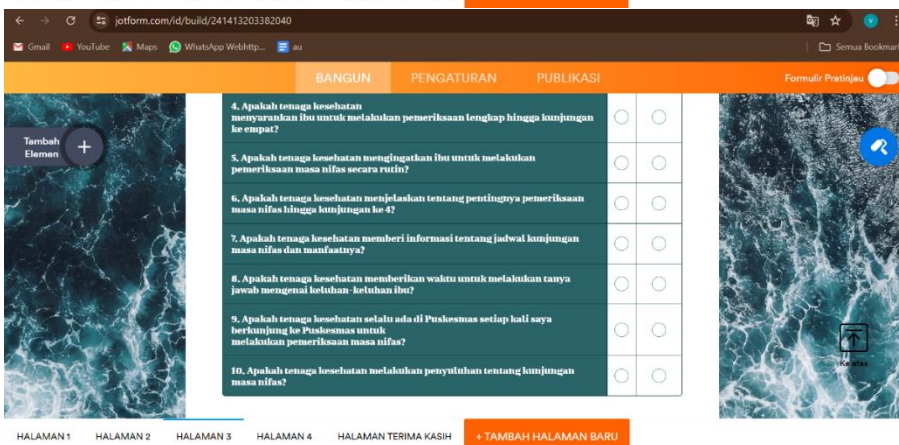 jotform.com/id/build/241413203382040
Gmail YouTube Maps WhatsApp Webhttp... au Semua Bookmar
BANGUN PENGATURAN PUBLIKASI Formulir Pratinjau
Tambah
Elemen
4, Apakah tenaga kesehatan
menyarankan ibu untuk melakukan pemeriksaan lengkap hingga kunjungan
ke empat?
5, Apakah tenaga kesehatan mengingatkan ibu untuk melakukan
pemeriksaan masa nifas secara rutin?
6, Apakah tenaga kesehatan menjelaskan tentang pentingnya pemeriksaan
masa nifas hingga kunjungan ke 4?
7, Apakah tenaga kesehatan memberi informasi tentang jadwal kunjungan
masa nifas dan manfaatnya?
8, Apakah tenaga kesehatan memberikan waktu untuk melakukan tanya
jawab mengenai keluhan-keluhan ibu?
9, Apakah tenaga kesehatan selalu ada di Puskesmas setiap kali saya
berkunjung ke Puskesmas untuk
melakukan pemeriksaan masa nifas?
10, Apakah tenaga kesehatan melakukan penyuluhan tentang kunjungan
masa nifas?
Ke atas
HALAMAN 1 HALAMAN 2 HALAMAN 3 HALAMAN 4 HALAMAN TERIMA KASIH + TAMBAH HALAMAN BARU